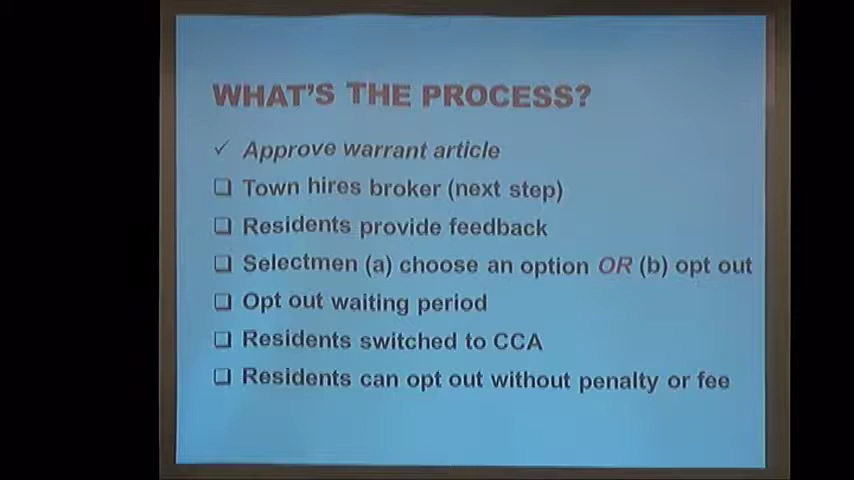 WHAT'S THE PROCESS?
✓ Approve warrant article
❑ Town hires broker (next step)
❑ Residents provide feedback
❑ Selectmen (a) choose an option OR (b) opt out
❑ Opt out waiting period
❑ Residents switched to CCA
❑ Residents can opt out without penalty or fee